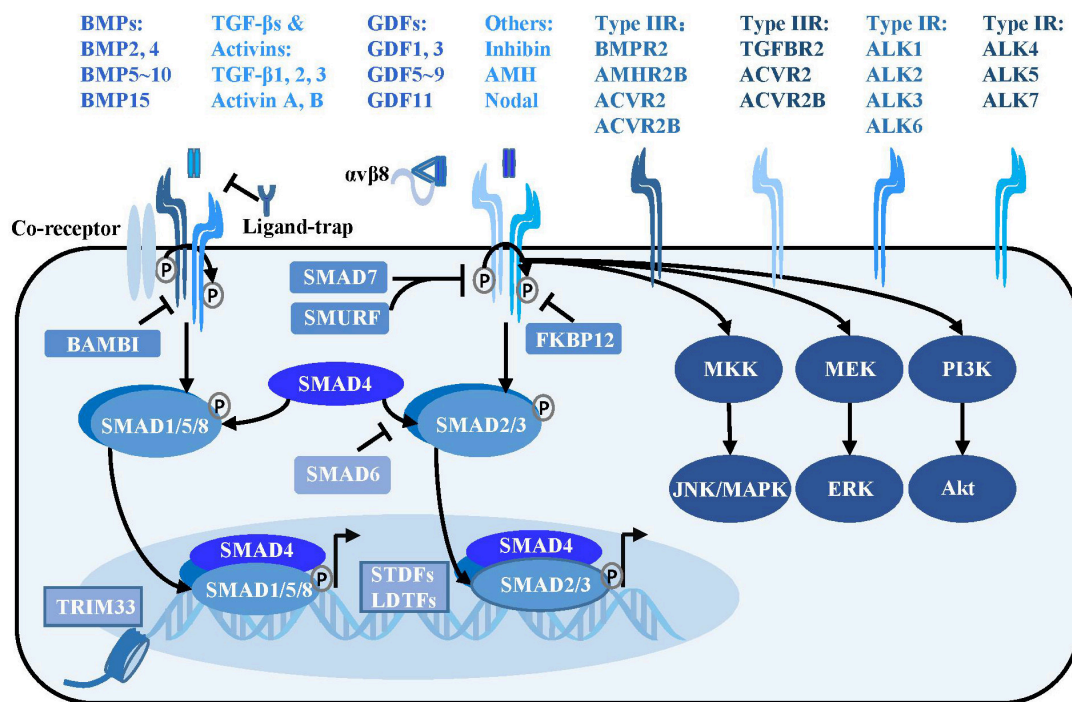 BMPs:
BMP2, 4
BMP5~10
BMP15
TGF-βs &
Activins:
TGF-β1, 2, 3
Activin A, B
GDFs:
GDF1, 3
GDF5~9
GDF11
Others:
Inhibin
AMH
Nodal
Type IIR:
BMPR2
AMHR2B
ACVR2
ACVR2B
Type IIR:
TGFBR2
ACVR2
ACVR2B
Type IR:
ALK1
ALK2
ALK3
ALK6
Type IR:
ALK4
ALK5
ALK7
αvβ8
Co-receptor
Ligand-trap
P
P
P
P
SMAD7
SMURF
BAMBI
FKBP12
MKK
MEK
PI3K
SMAD4
P
SMAD1/5/8
P
SMAD2/3
SMAD6
JNK/MAPK
ERK
Akt
SMAD4
SMAD1/5/8
P
STDFs
LDTFs
SMAD4
SMAD2/3
P
TRIM33